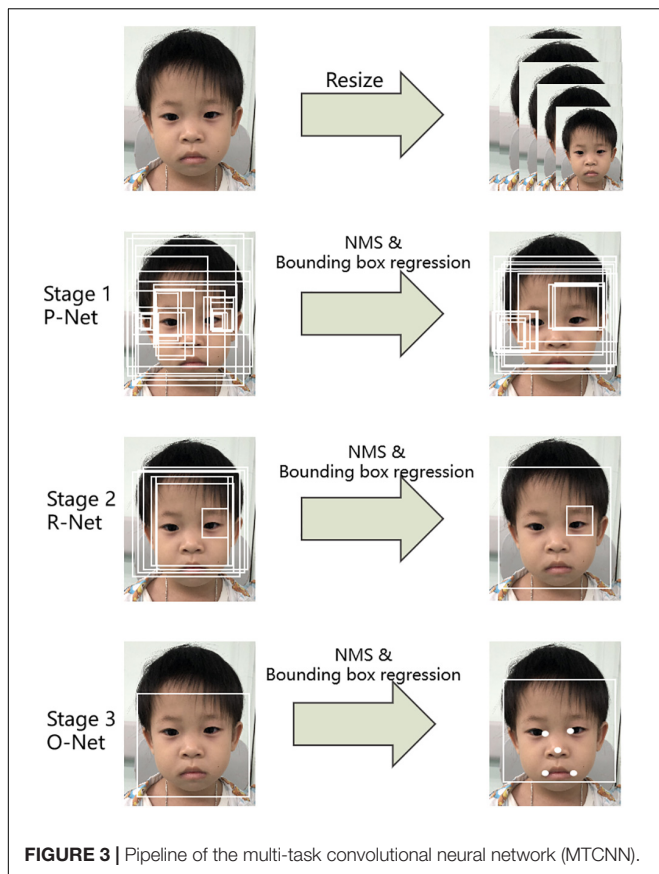 Resize
Stage 1
P-Net
NMS &
Bounding box regression
Stage 2
R-Net
NMS &
Bounding box regression
Stage 3
O-Net
NMS &
Bounding box regression
FIGURE 3 | Pipeline of the multi-task convolutional neural network (MTCNN).